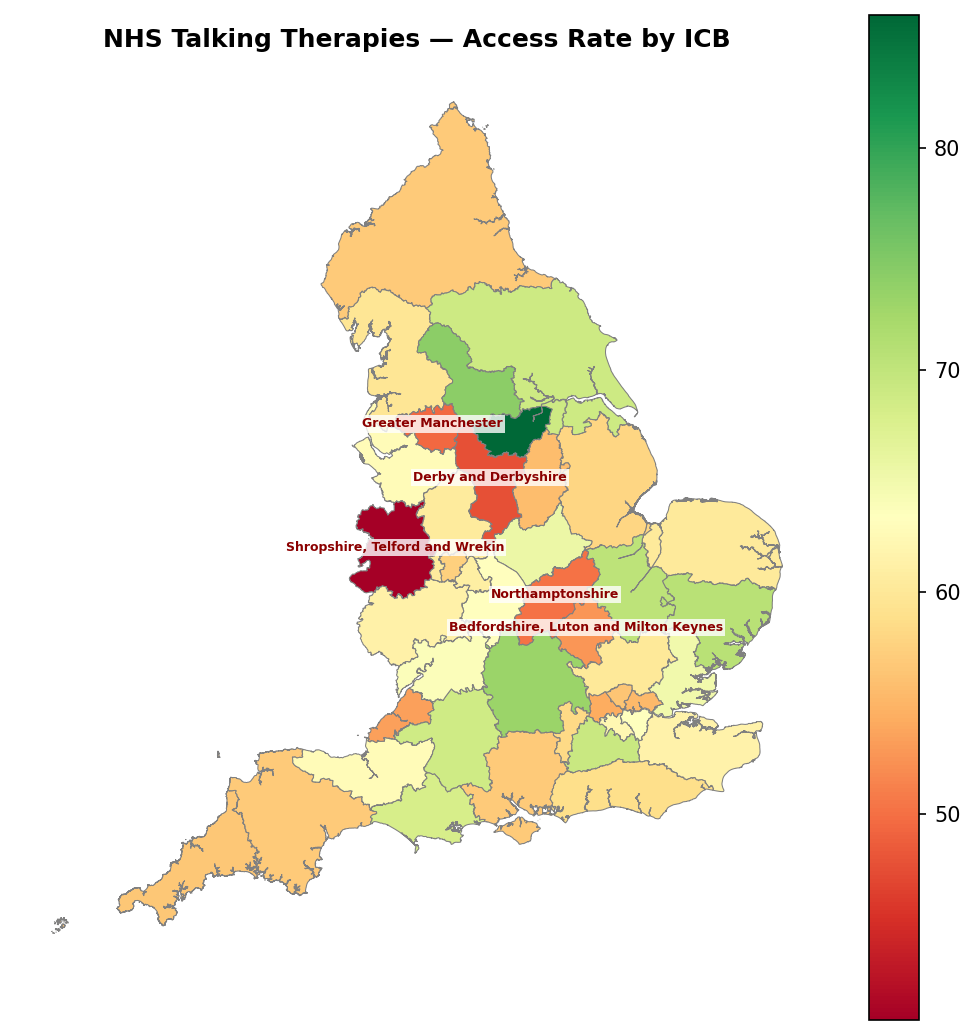 NHS Talking Therapies — Access Rate by ICB
80
Greater Manchester
70
Derby and Derbyshire
Shropshire, Telford and Wrekin
60
Northamptonshire
Bedfordshire, Luton and Milton Keynes
50